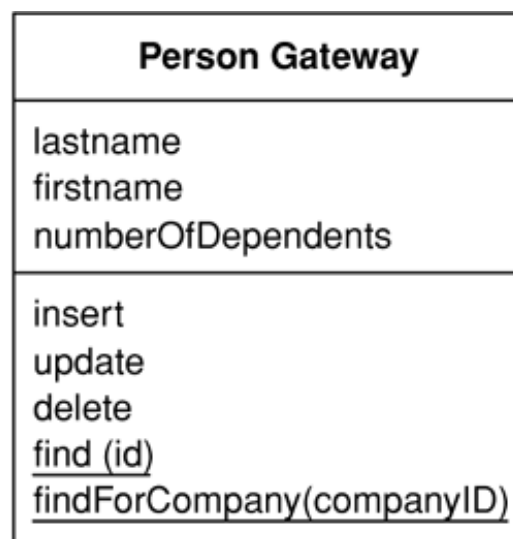 Person Gateway
lastname
firstname
numberOfDependents
insert
update
delete
find (id)
findForCompany(companyID)